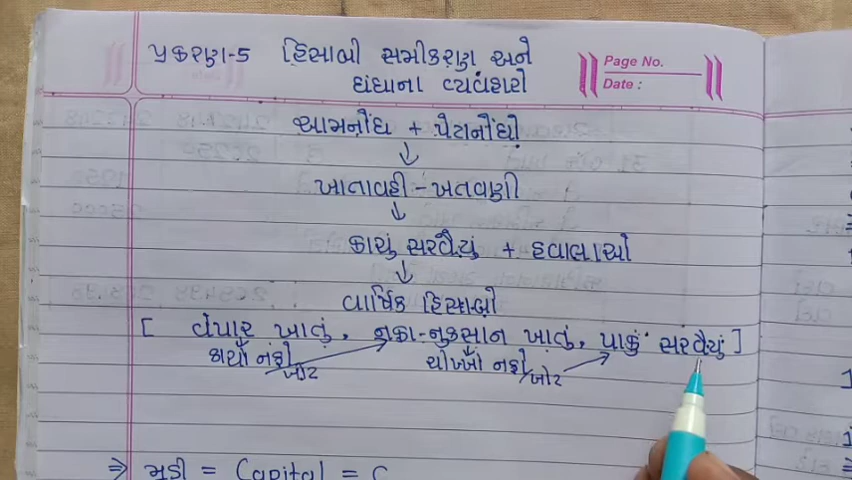 પ્રકરણ-5 હિસાબી સમીકરણ અને
ધંધાના વ્યવહારો
Page No.
Date :
આમનોંધ + પેટાનોંધો
↓
ખાતાવહી - ખતવણી
↓
કાચું સરવૈયું + હવાલાઓ
↓
વાર્ષિક હિસાબો
[ વેપાર ખાતું, નફા-નુકસાન ખાતું, પાકું સરવૈયું ]
કાચો નફો/ખોટ ચોખ્ખો નફો/ખોટ
⇒ મૂડી = Capital = C